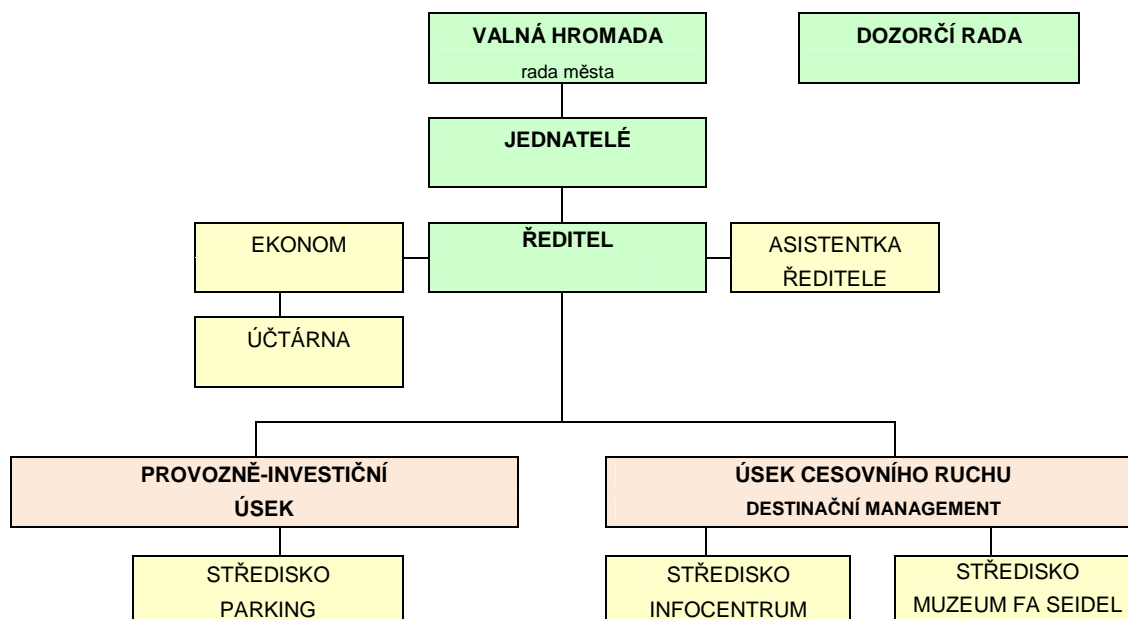 VALNÁ HROMADA
rada města
DOZORČÍ RADA
JEDNATELÉ
EKONOM
ŘEDITEL
ASISTENTKA
ŘEDITELE
ÚČTÁRNA
PROVOZNĚ-INVESTIČNÍ
ÚSEK
ÚSEK CESOVNÍHO RUCHU
DESTINAČNÍ MANAGEMENT
STŘEDISKO
PARKING
STŘEDISKO
INFOCENTRUM
STŘEDISKO
MUZEUM FA SEIDEL